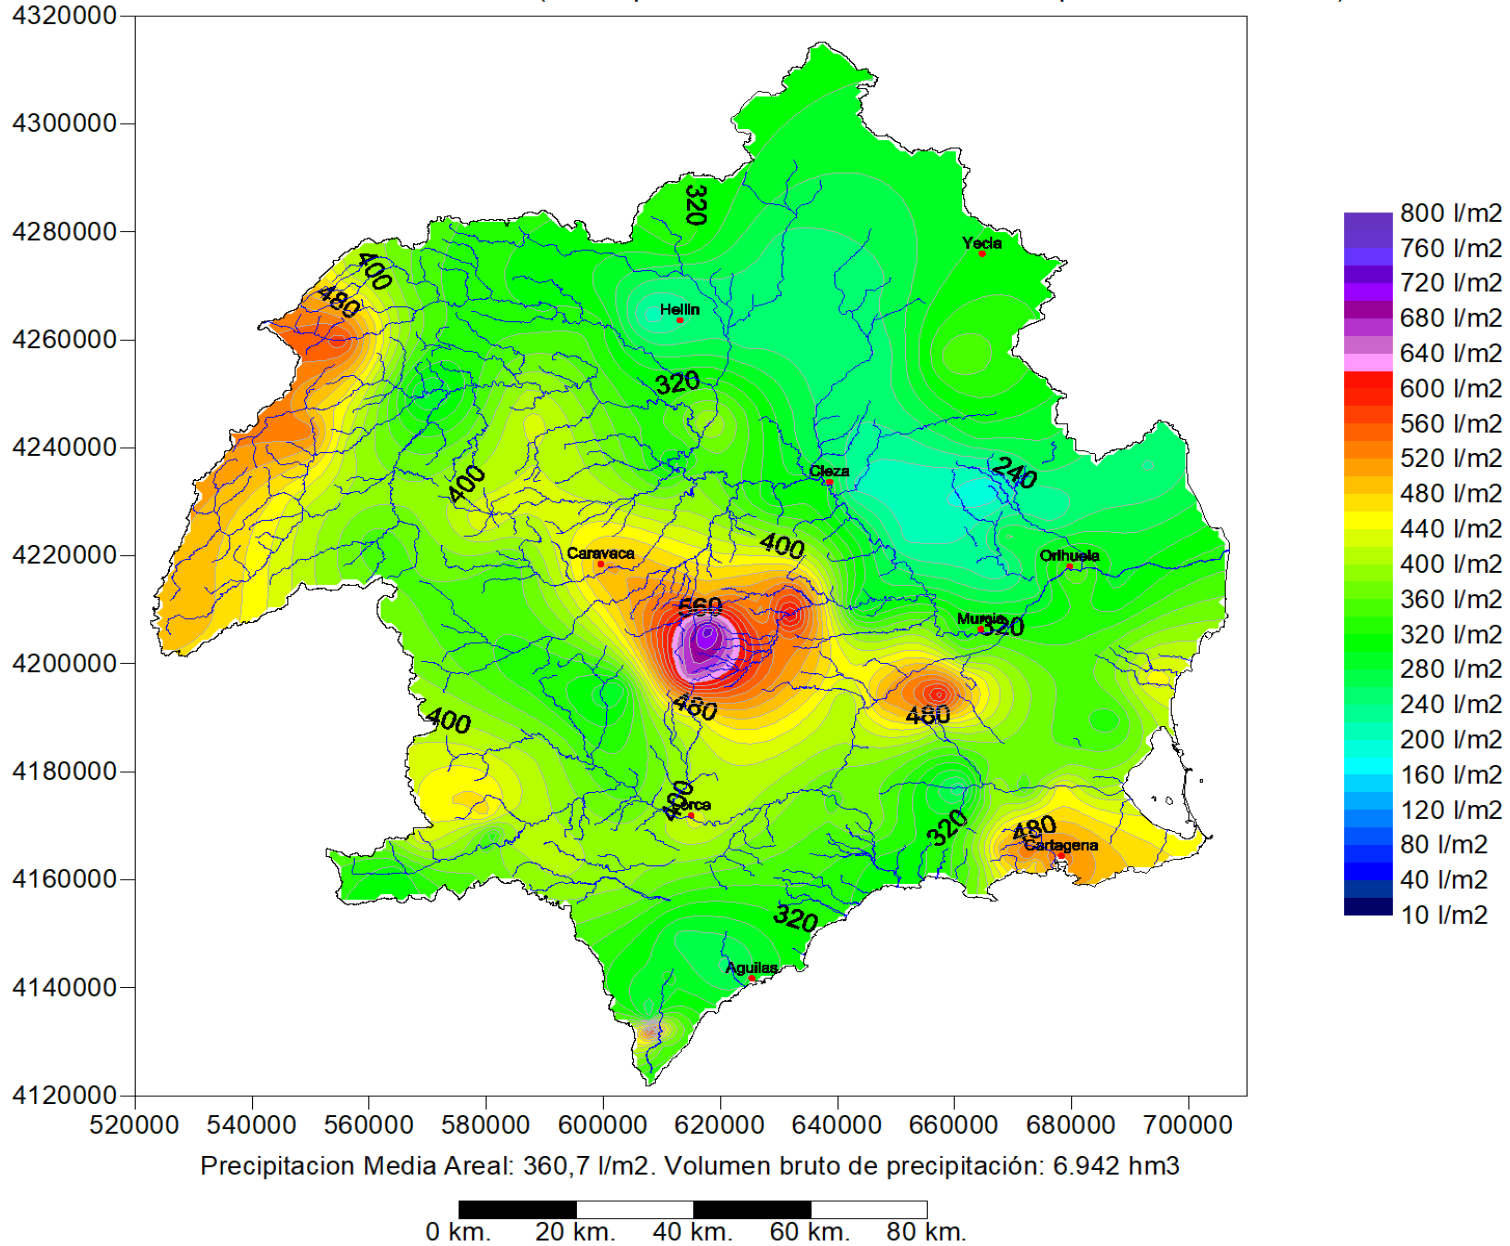 4320000
4300000
4280000
4260000
4240000
4220000
4200000
4180000
4160000
4140000
4120000
520000 540000 560000 580000 600000 620000 640000 660000 680000 700000
320
Yecla
400
480
Hellin
320
Cieza
240
400
400
Caravaca
Orihuela
560
Murcia
320
480
480
400
480
Lorca
320
480
Cartagena
320
Aguilas
800 l/m2
760 l/m2
720 l/m2
680 l/m2
640 l/m2
600 l/m2
560 l/m2
520 l/m2
480 l/m2
440 l/m2
400 l/m2
360 l/m2
320 l/m2
280 l/m2
240 l/m2
200 l/m2
160 l/m2
120 l/m2
80 l/m2
40 l/m2
10 l/m2
Precipitacion Media Areal: 360,7 l/m2. Volumen bruto de precipitación: 6.942 hm3
0 km. 20 km. 40 km. 60 km. 80 km.